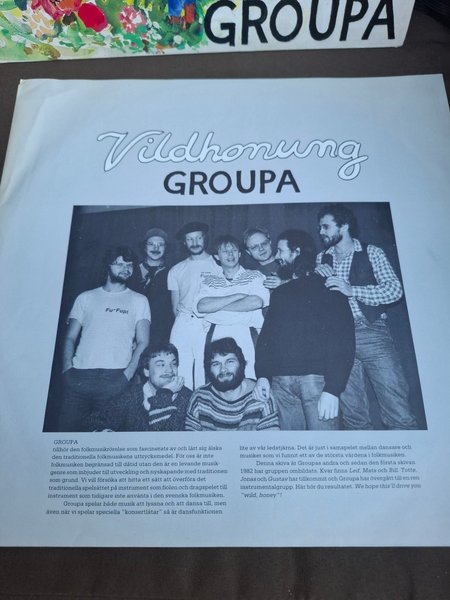 GROUPA
Vildhonung
GROUPA
Fu-Fup!
GROUPA
tillhör den folkmusikrörelse som fascinerats av och lärt sig älska
den traditionella folkmusikens uttrycksmedel. För oss är inte
folkmusiken begränsad till dåtid utan den är en levande musik-
genre som inbjuder till utveckling och nyskapande med traditionen
som grund. Vi vill försöka att hitta ett sätt att överföra det
traditionella spelsättet på instrument som fiolen och dragspelet till
instrument som tidigare inte använts i den svenska folkmusiken.
Groupa spelar både musik att lyssna och att dansa till, men
även när vi spelar speciella "konsertlåtar" så är dansfunktionen
lite av vår ledstjärna. Det är just i samspelet mellan dansare och
musiker som vi funnit ett av de största värdena i folkmusiken.
Denna skiva är Groupas andra och sedan den första skivan
1982 har gruppen ombildats. Kvar finns Leif, Mats och Bill. Totte,
Jonas och Gustav har tillkommit och Groupa har övergått till en ren
instrumentalgrupp. Här hör du resultatet. We hope this'll drive you
"wild, honey"!